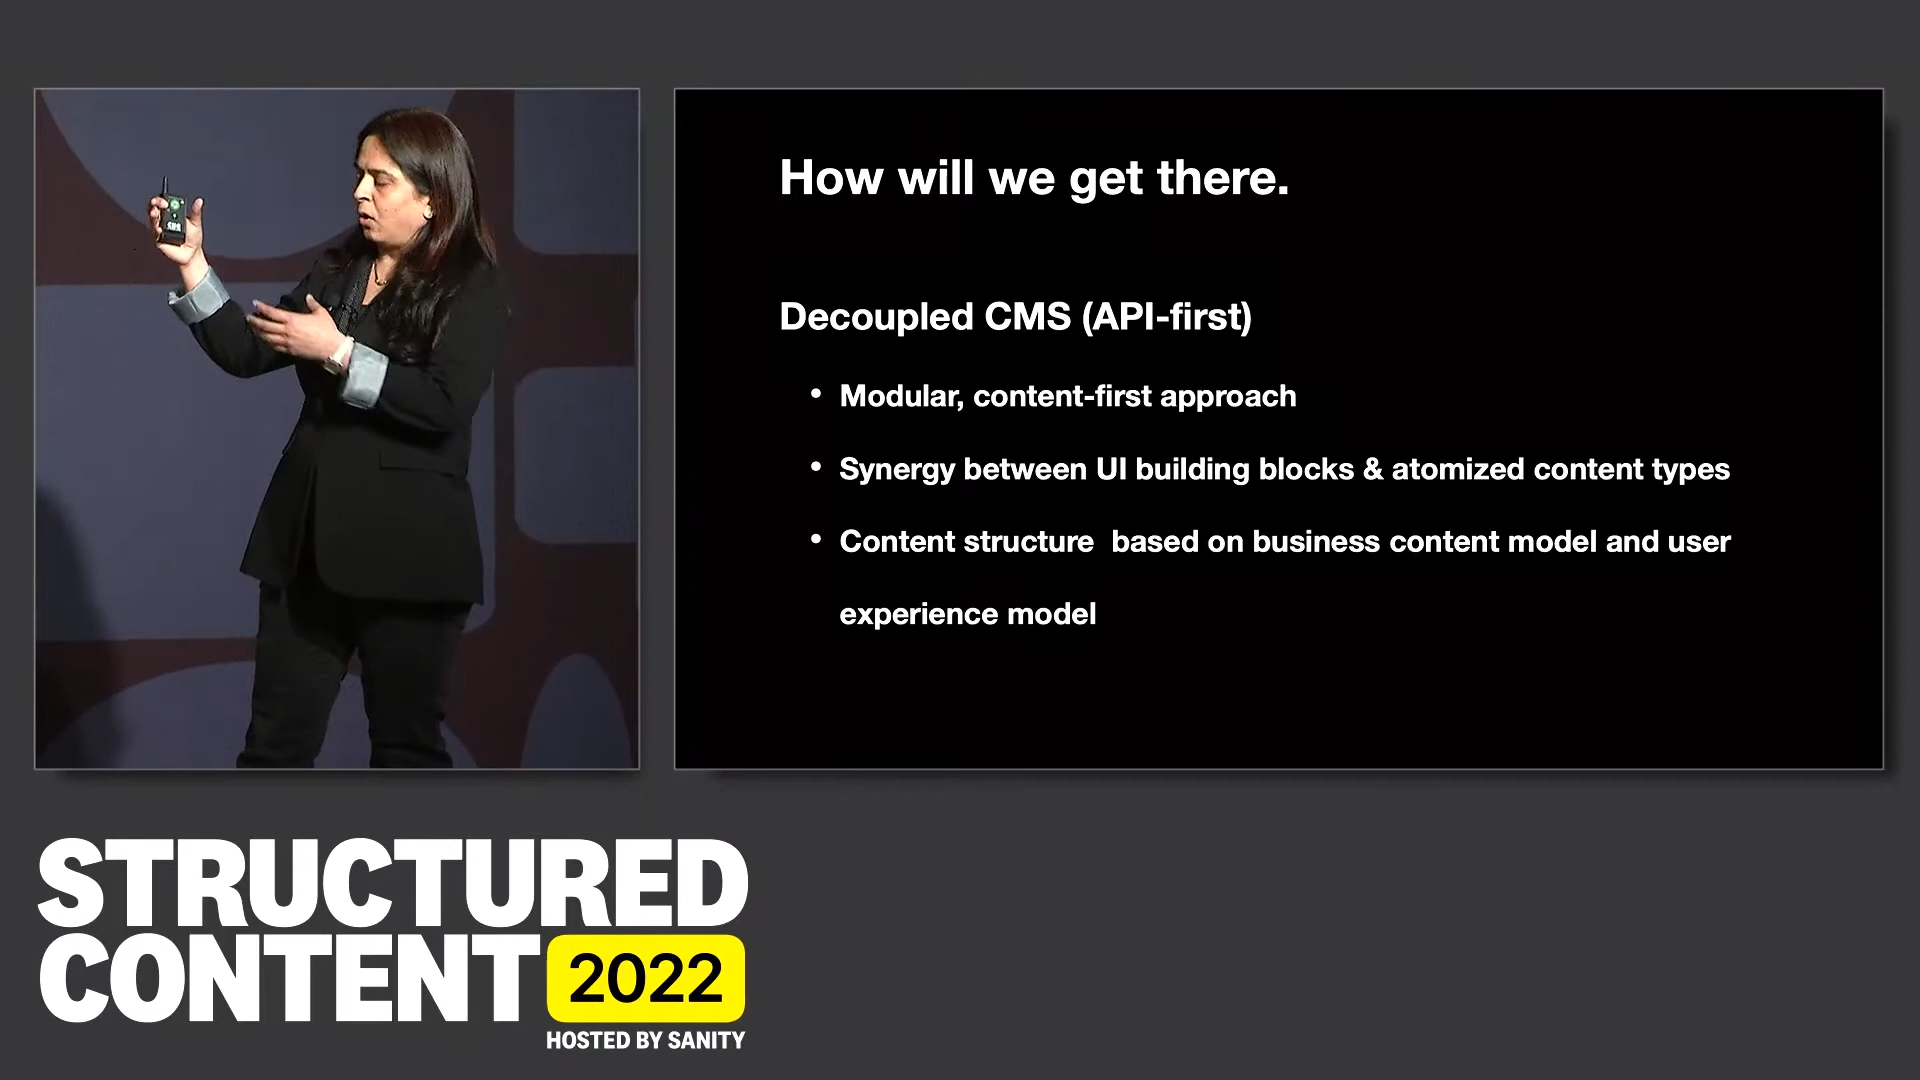 How will we get there.
Decoupled CMS (API-first)
• Modular, content-first approach
• Synergy between UI building blocks & atomized content types
• Content structure  based on business content model and user
experience model
STRUCTURED
CONTENT 2022
HOSTED BY SANITY